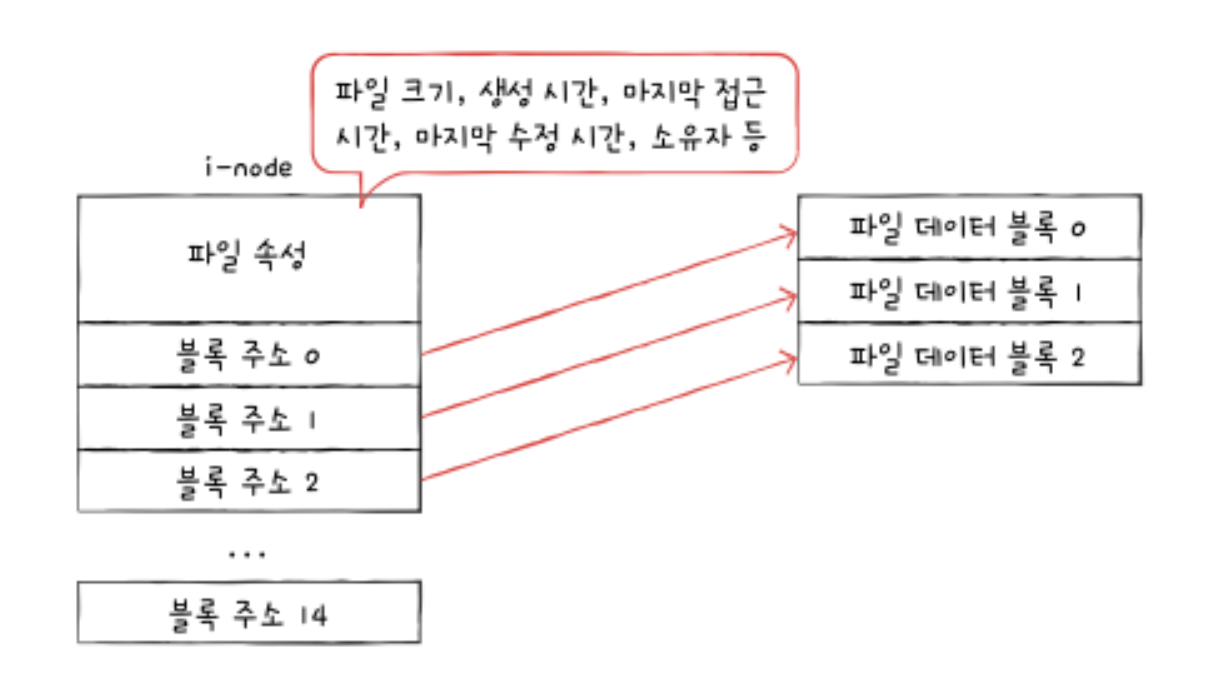 파일 크기, 생성 시간, 마지막 접근
시간, 마지막 수정 시간, 소유자 등
i-node
파일 속성
블록 주소 0
블록 주소 1
블록 주소 2
...
블록 주소 14
파일 데이터 블록 0
파일 데이터 블록 1
파일 데이터 블록 2